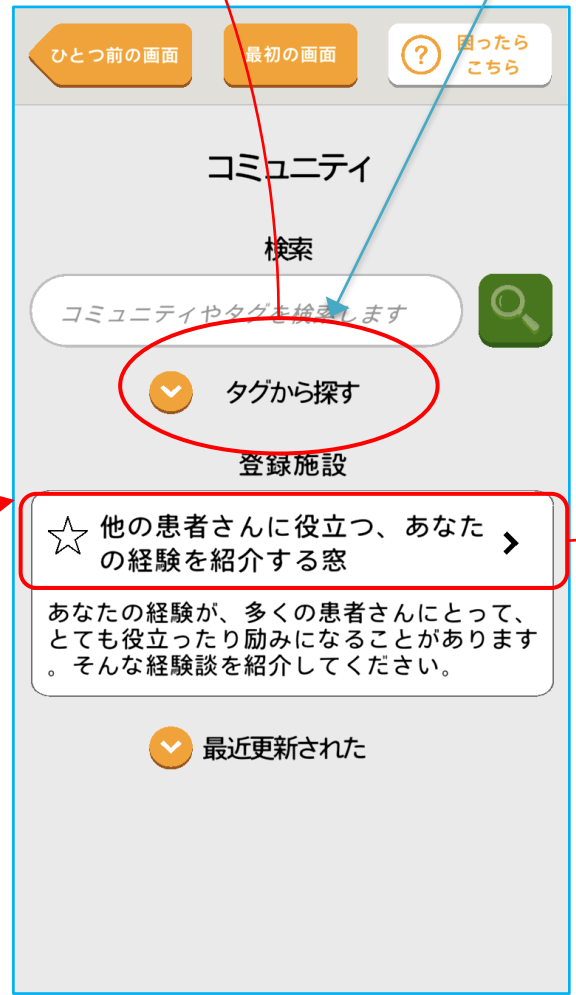 ひとつ前の画面
最初の画面
困ったら
こちら
コミュニティ
検索
コミュニティやタグを検索します
タグから探す
登録施設
他の患者さんに役立つ、あなた
の経験を紹介する窓
あなたの経験が、多くの患者さんにとって、
とても役立ったり励みになることがあります
。そんな経験談を紹介してください。
最近更新された